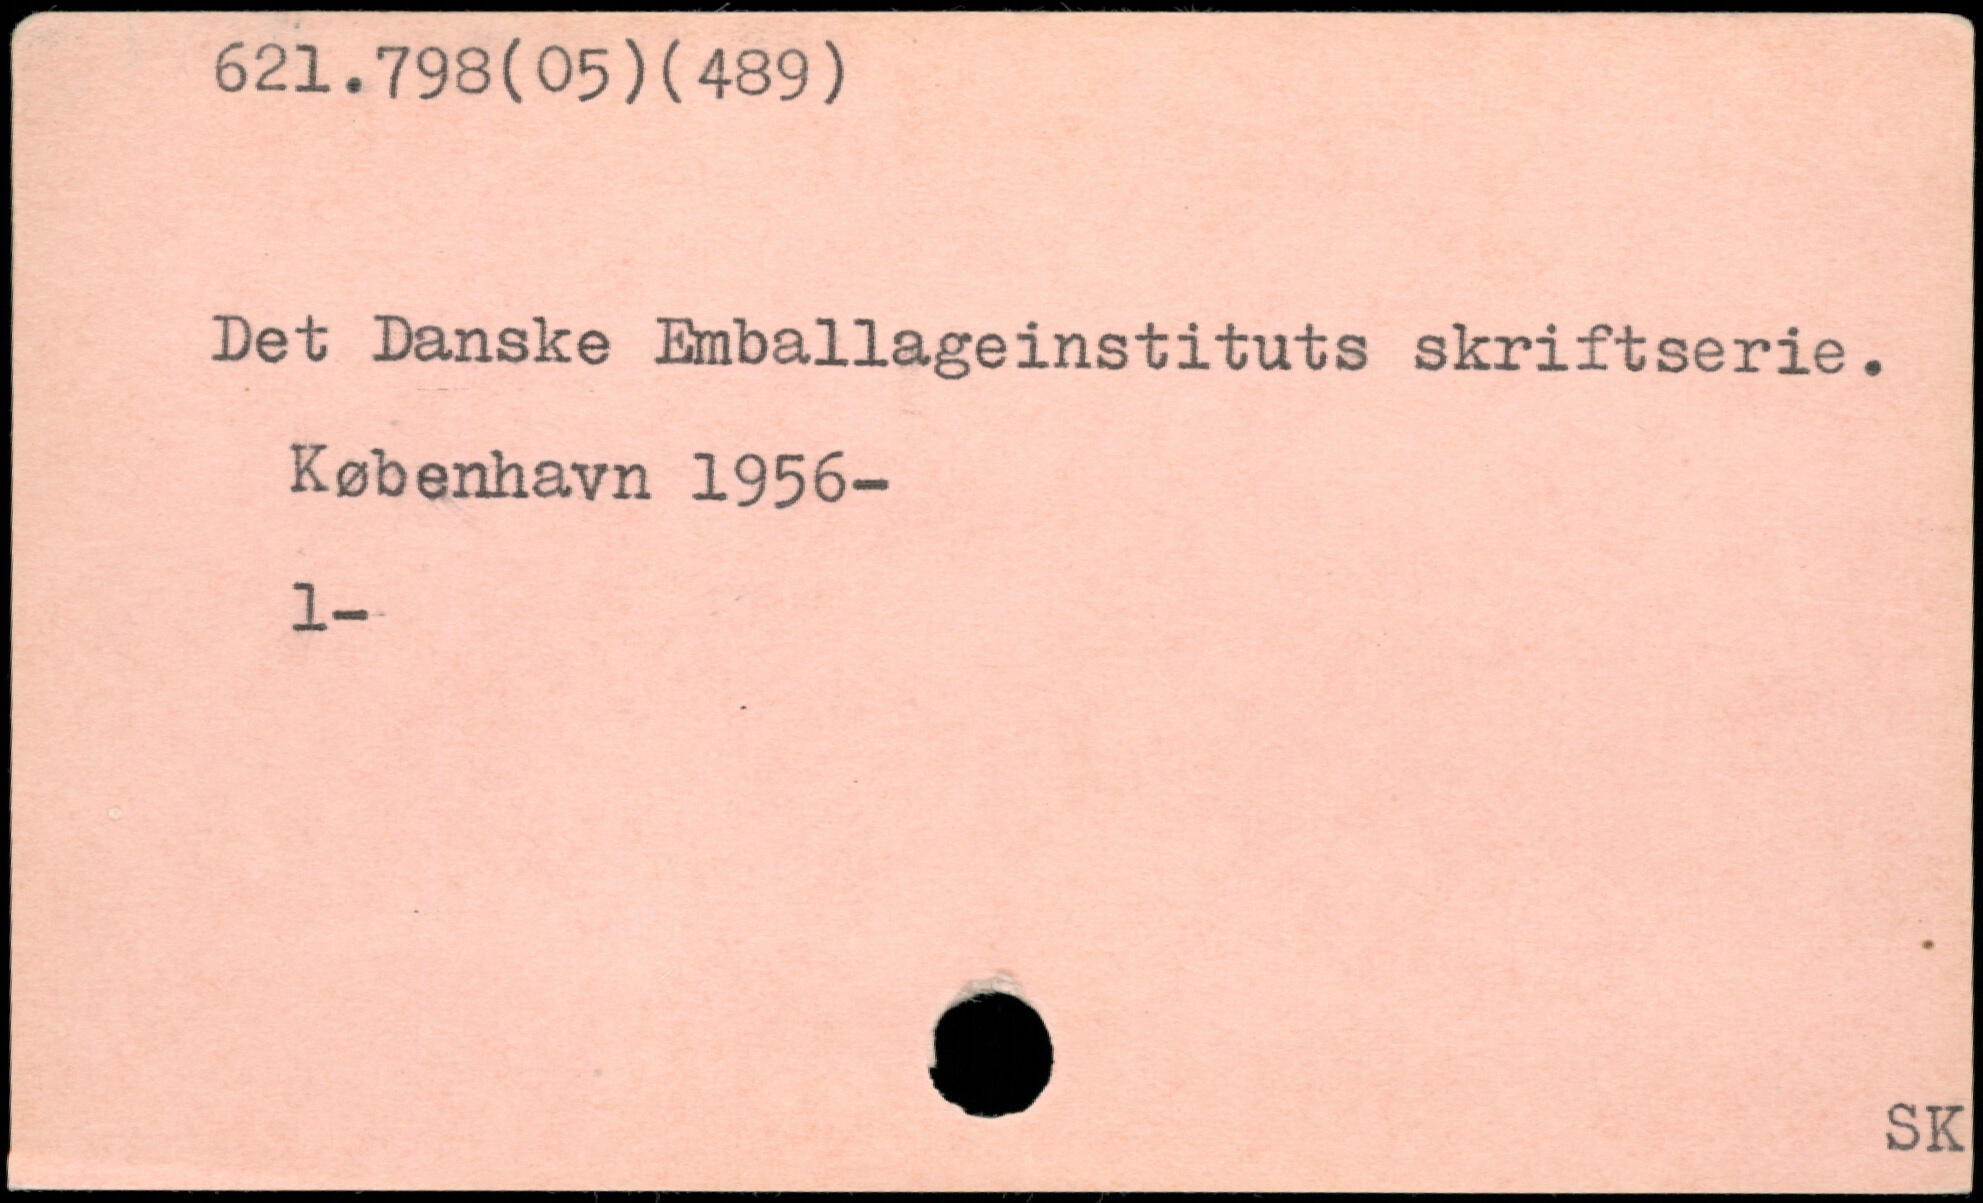 621.798(05)(489)
Det Danske Emballageinstituts skriftserie.
København 1956-
1-
SK